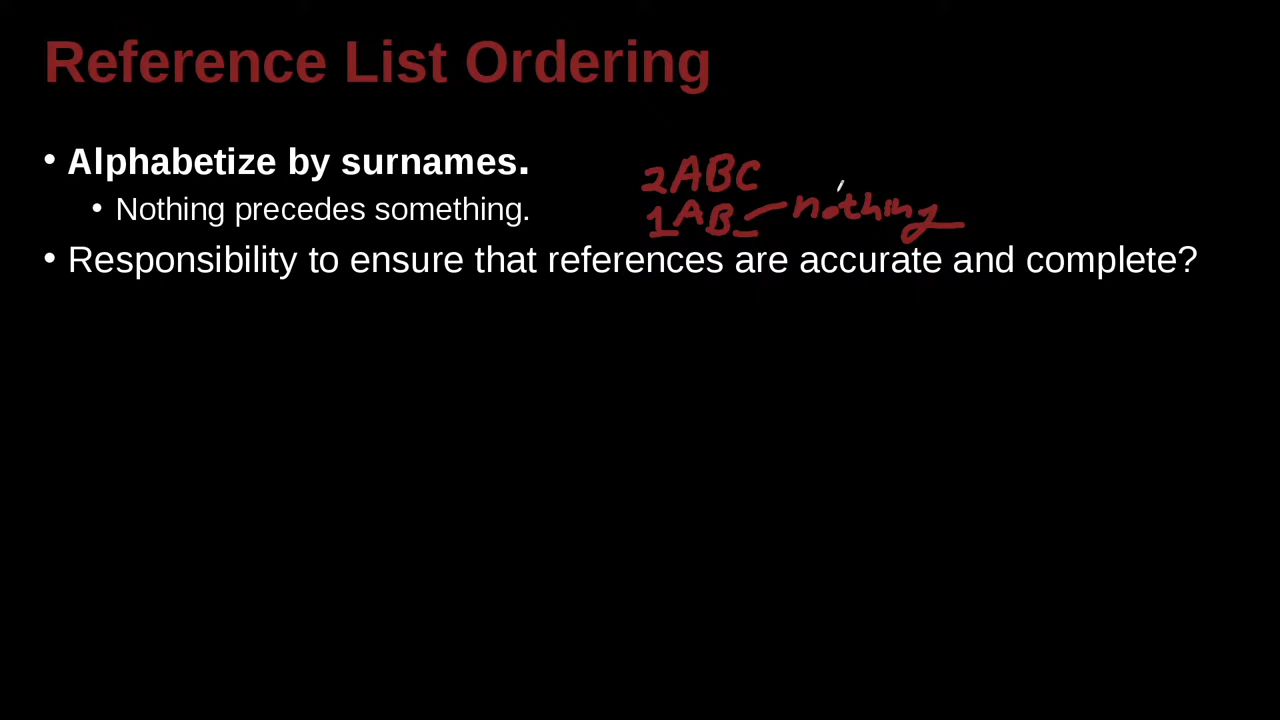 Reference List Ordering
• Alphabetize by surnames.
2ABC
• Nothing precedes something.
1AB_ nothing
• Responsibility to ensure that references are accurate and complete?